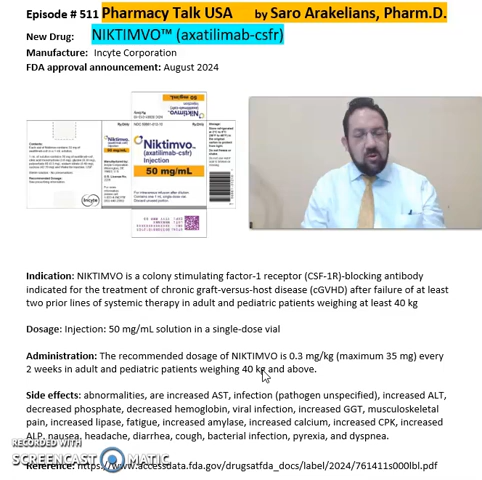 Episode # 511 Pharmacy Talk USA by Saro Arakelians, Pharm.D.
New Drug: NIKTIMVO™ (axatilimab-csfr)
Manufacture: Incyte Corporation
FDA approval announcement: August 2024
50 mg/mL
Niktimvo.
Niktimvo.
(axatilimab-csfr)
Injection
50 mg/mL
Incyte
Indication: NIKTIMVO is a colony stimulating factor-1 receptor (CSF-1R)-blocking antibody
indicated for the treatment of chronic graft-versus-host disease (cGVHD) after failure of at least
two prior lines of systemic therapy in adult and pediatric patients weighing at least 40 kg
Dosage: Injection: 50 mg/mL solution in a single-dose vial
Administration: The recommended dosage of NIKTIMVO is 0.3 mg/kg (maximum 35 mg) every
2 weeks in adult and pediatric patients weighing 40 kg and above.
Side effects: abnormalities, are increased AST, infection (pathogen unspecified), increased ALT,
decreased phosphate, decreased hemoglobin, viral infection, increased GGT, musculoskeletal
pain, increased lipase, fatigue, increased amylase, increased calcium, increased CPK, increased
ALP, nausea, headache, diarrhea, cough, bacterial infection, pyrexia, and dyspnea.
RECORDED WITH
SCREENCAST MATIC
Reference: https://www.accessdata.fda.gov/drugsatfda_docs/label/2024/761411s000lbl.pdf